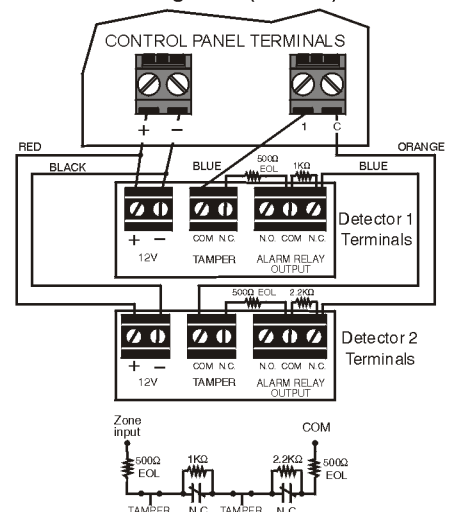 CONTROL PANEL TERMINALS
+ − 1 C
RED
ORANGE
BLACK
BLUE
500Ω
EOL
1KΩ
BLUE
+ − COM N.C. N.O. COM N.C.
12V TAMPER ALARM RELAY
OUTPUT
Detector 1
Terminals
500Ω EOL 2.2KΩ
+ − COM N.C. N.O. COM N.C.
12V TAMPER ALARM RELAY
OUTPUT
Detector 2
Terminals
Zone
input
COM
500Ω
EOL
1KΩ
2.2KΩ
500Ω
EOL
TAMPER N.C. TAMPER N.C.